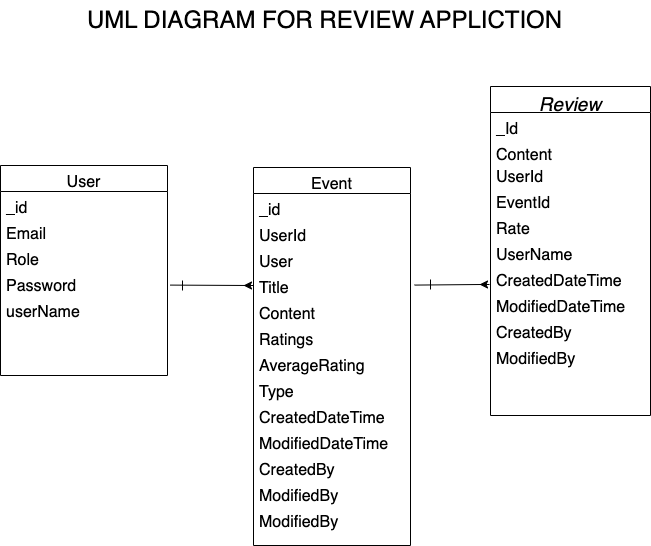 UML DIAGRAM FOR REVIEW APPLICTION
User
_id
Email
Role
Password
userName
Event
_id
UserId
User
Title
Content
Ratings
AverageRating
Type
CreatedDateTime
ModifiedDateTime
CreatedBy
ModifiedBy
ModifiedBy
Review
_Id
Content
UserId
EventId
Rate
UserName
CreatedDateTime
ModifiedDateTime
CreatedBy
ModifiedBy